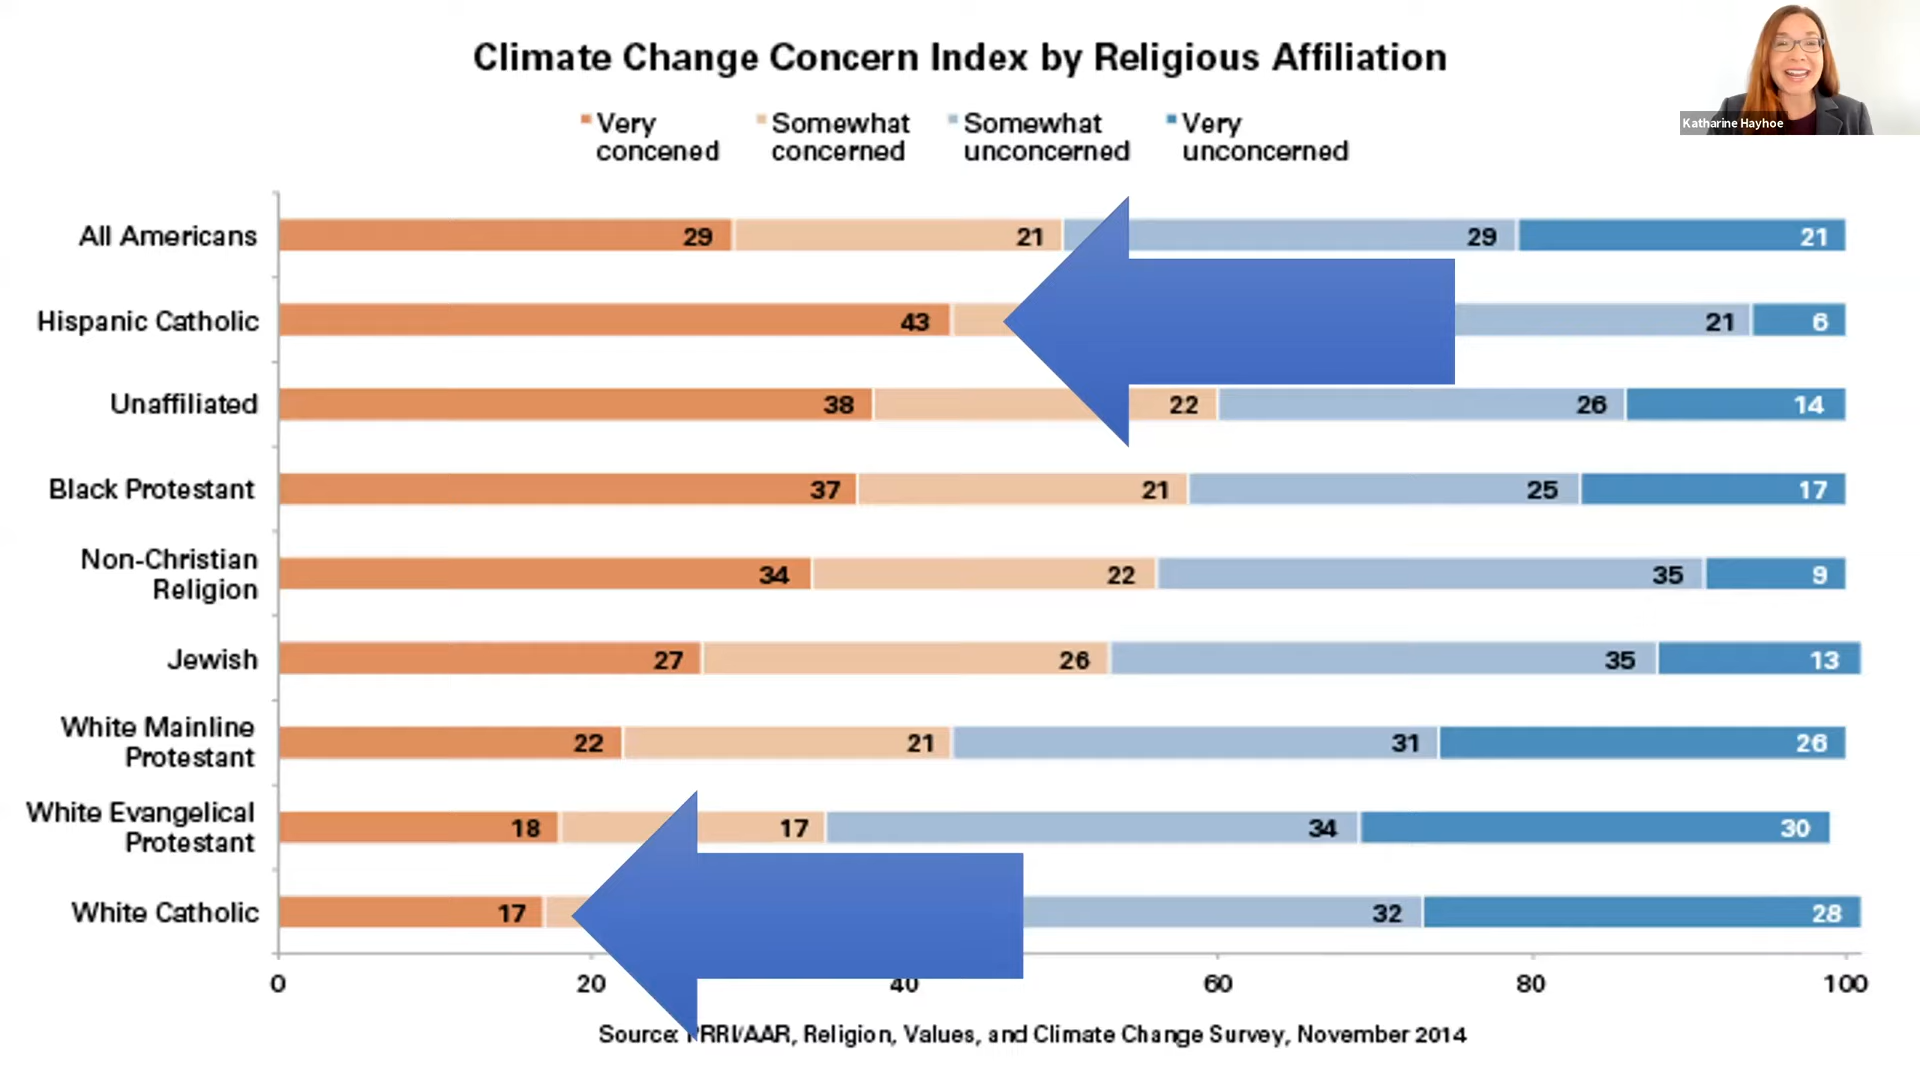 Climate Change Concern Index by Religious Affiliation
Katharine Hayhoe
Very
concened
Somewhat
concerned
Somewhat
unconcerned
Very
unconcerned
All Americans 29 21 29 21
Hispanic Catholic 43 21 6
Unaffiliated 38 22 26 14
Black Protestant 37 21 25 17
Non-Christian
Religion 34 22 35 9
Jewish 27 26 35 13
White Mainline
Protestant 22 21 31 26
White Evangelical
Protestant 18 17 34 30
White Catholic 17 32 28
0 20 40 60 80 100
Source: PRRI/AAR, Religion, Values, and Climate Change Survey, November 2014